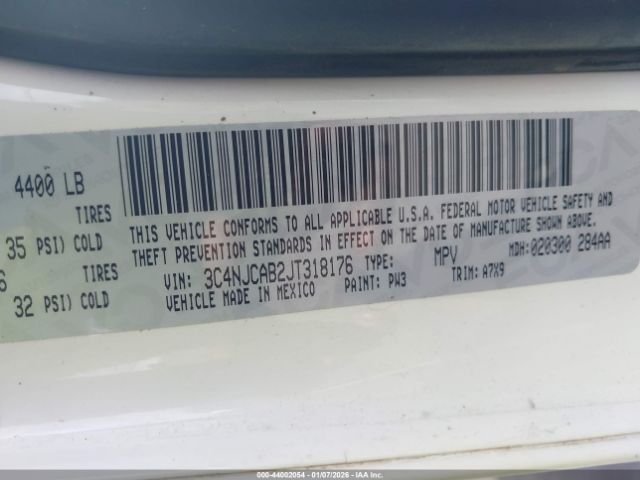 4400 LB
TIRES
35 PSI) COLD
TIRES
32 PSI) COLD
THIS VEHICLE CONFORMS TO ALL APPLICABLE U.S.A. FEDERAL MOTOR VEHICLE SAFETY AND
THEFT PREVENTION STANDARDS IN EFFECT ON THE DATE OF MANUFACTURE SHOWN ABOVE.
VIN: 3C4NJCAB2JT318176 TYPE: MPV MDH: 020300 284AA
VEHICLE MADE IN MEXICO PAINT: PW3 TRIM: A7X9
000-44002054 | 01/07/2026 | IAAI.com